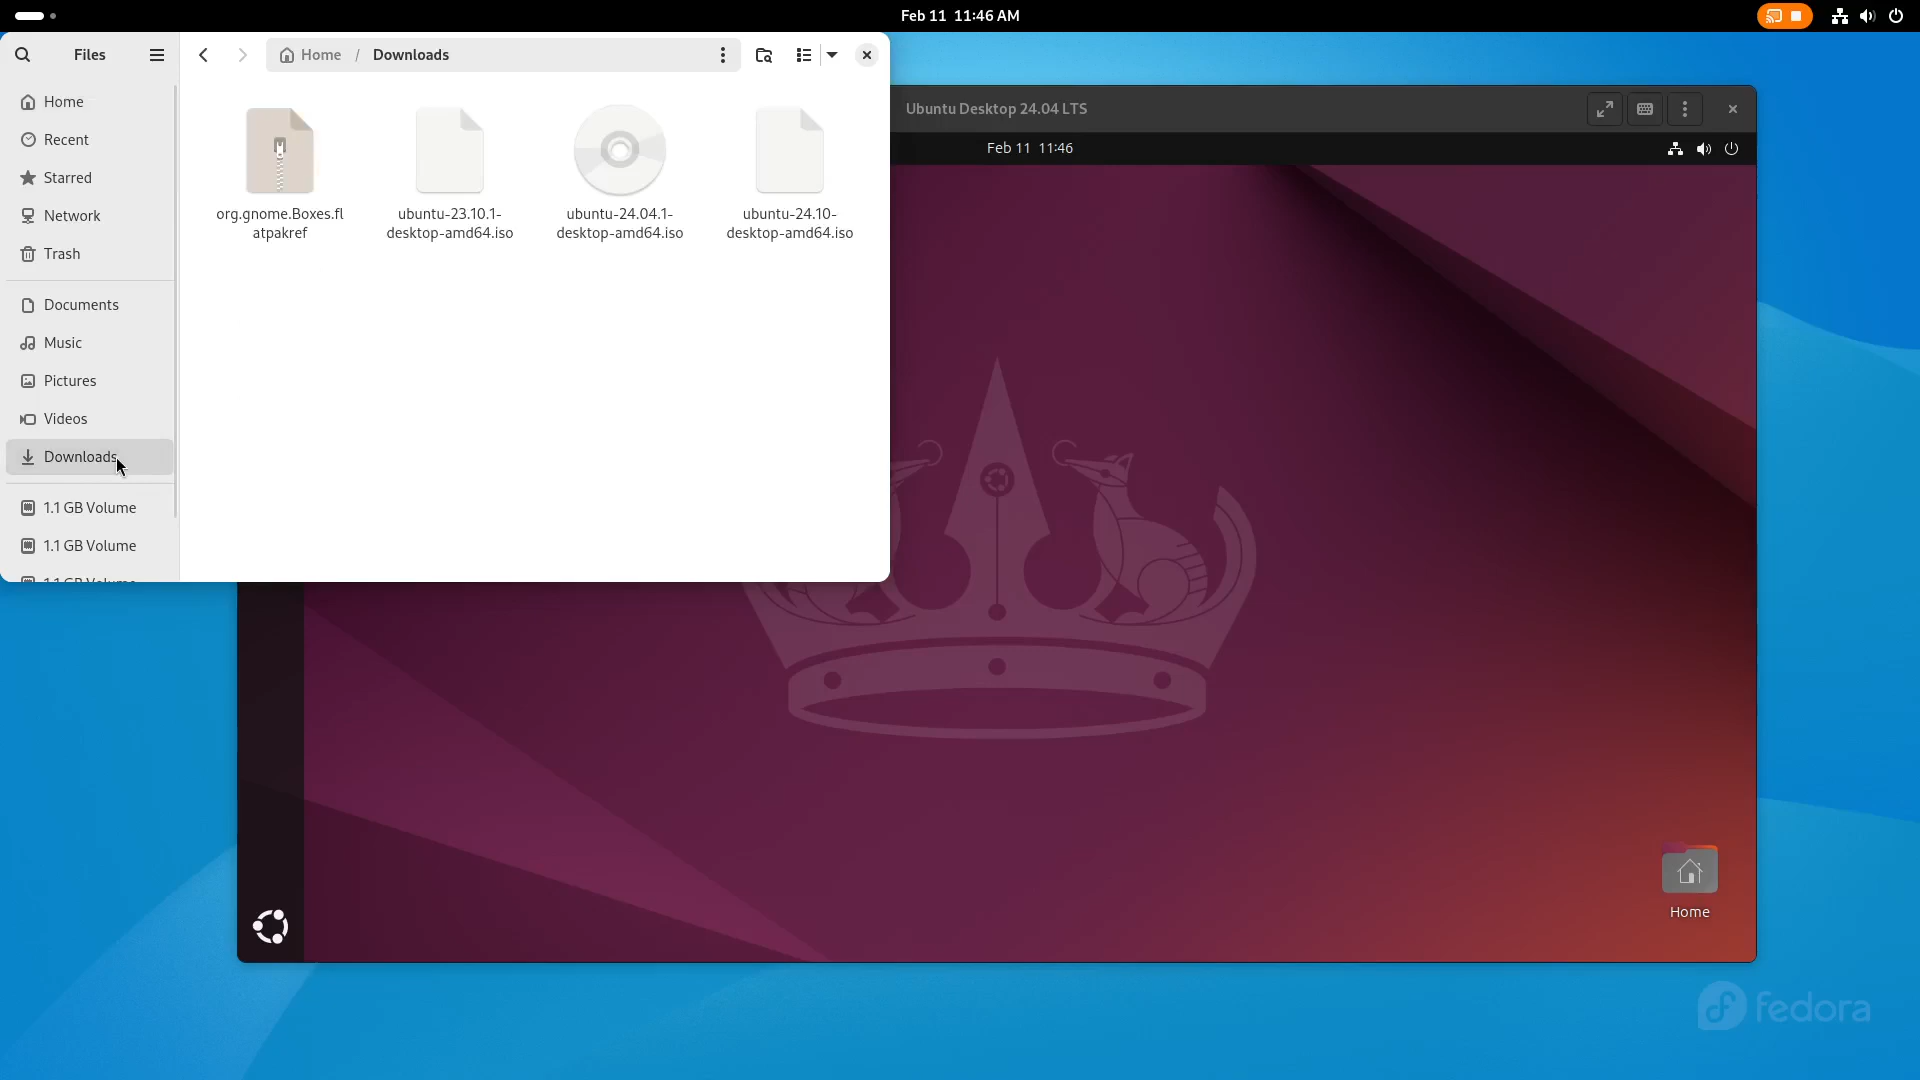 Feb 11 11:46 AM
Files
Home / Downloads
Home
Recent
Starred
Network
Trash
Documents
Music
Pictures
Videos
Downloads
1.1 GB Volume
1.1 GB Volume
1.1 GB Volume
org.gnome.Boxes.fl
atpakref
ubuntu-23.10.1-
desktop-amd64.iso
ubuntu-24.04.1-
desktop-amd64.iso
ubuntu-24.10-
desktop-amd64.iso
Ubuntu Desktop 24.04 LTS
Feb 11 11:46
Home
fedora